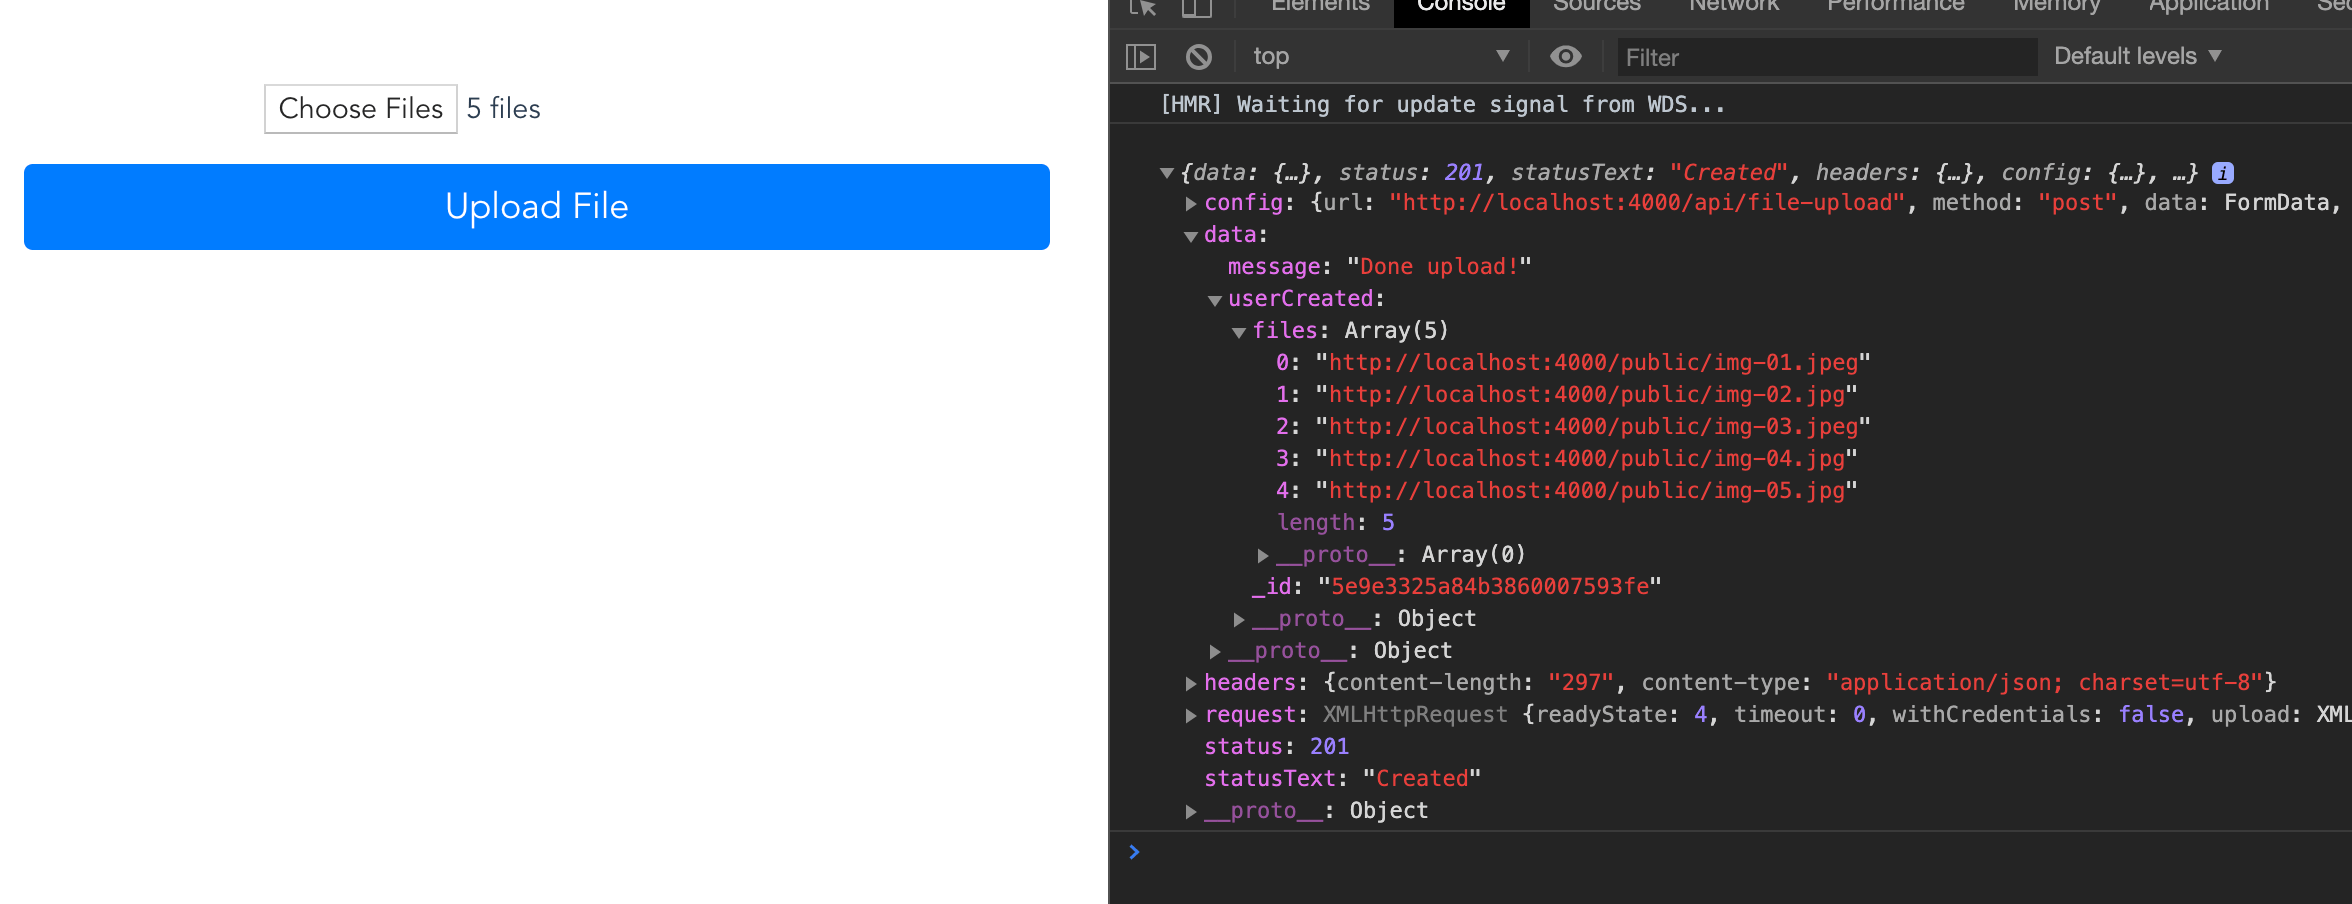 Choose Files 5 files
Upload File
Elements Console Sources Network Performance Memory Application
top Filter Default levels
[HMR] Waiting for update signal from WDS...
{data: {…}, status: 201, statusText: "Created", headers: {…}, config: {…}, …} i
config: {url: "http://localhost:4000/api/file-upload", method: "post", data: FormData,
data:
message: "Done upload!"
userCreated:
files: Array(5)
0: "http://localhost:4000/public/img-01.jpeg"
1: "http://localhost:4000/public/img-02.jpg"
2: "http://localhost:4000/public/img-03.jpeg"
3: "http://localhost:4000/public/img-04.jpg"
4: "http://localhost:4000/public/img-05.jpg"
length: 5
__proto__: Array(0)
_id: "5e9e3325a84b3860007593fe"
__proto__: Object
__proto__: Object
headers: {content-length: "297", content-type: "application/json; charset=utf-8"}
request: XMLHttpRequest {readyState: 4, timeout: 0, withCredentials: false, upload: XML
status: 201
statusText: "Created"
__proto__: Object
>